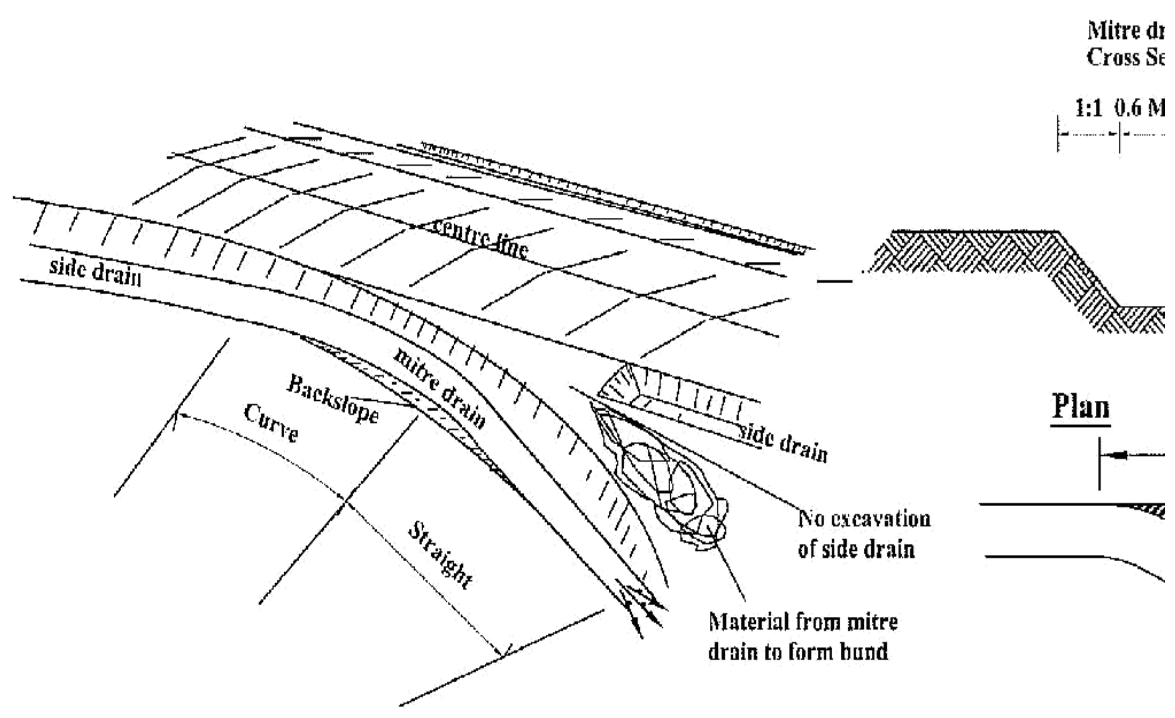 Mitre dr
Cross Se
1:1 0.6 M
centre line
side drain
mitre drain
Backslope
Curve
side drain
Plan
No excavation
of side drain
Straight
Material from mitre
drain to form bund